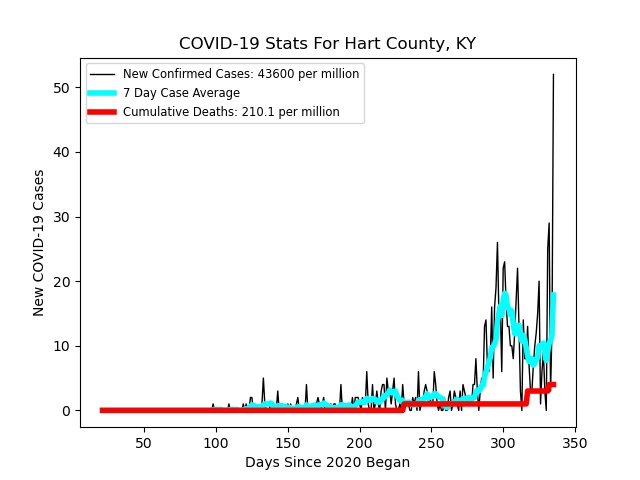 COVID-19 Stats For Hart County, KY
New Confirmed Cases: 43600 per million
7 Day Case Average
Cumulative Deaths: 210.1 per million
New COVID-19 Cases
50
40
30
20
10
0
50 100 150 200 250 300 350
Days Since 2020 Began